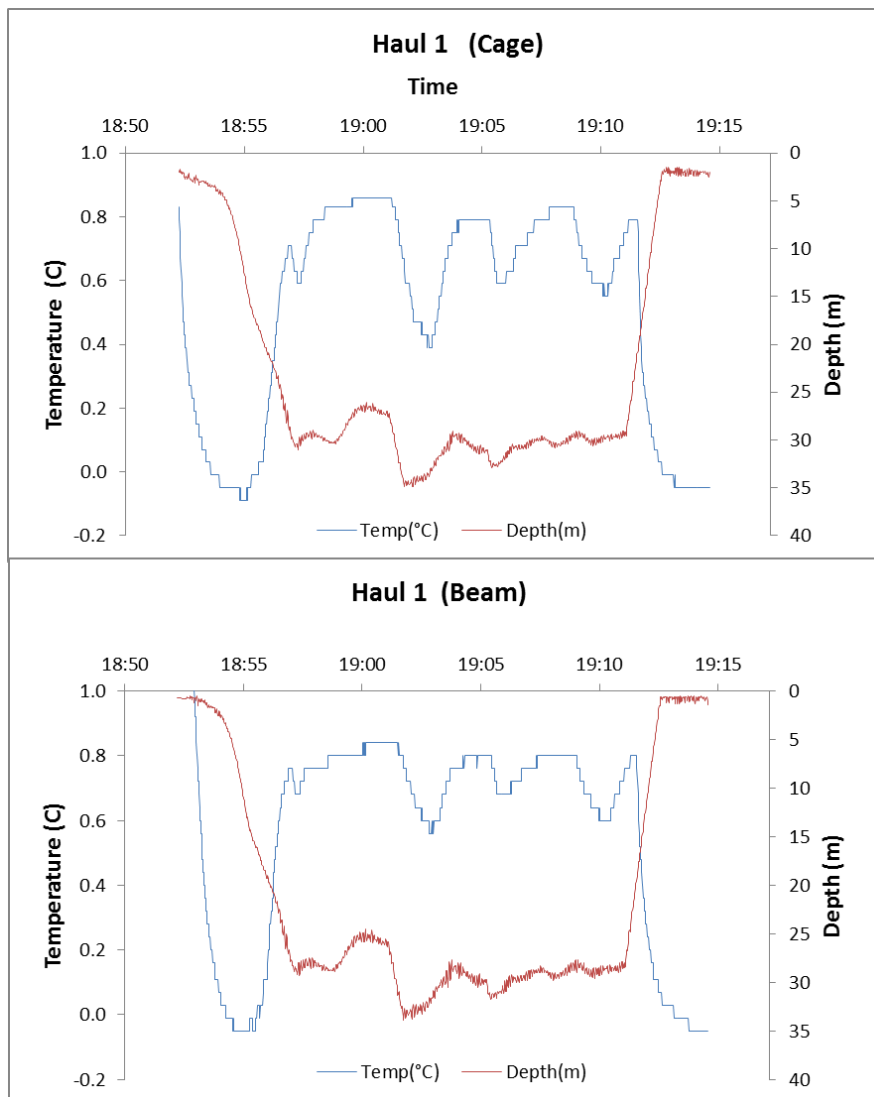 Haul 1 (Cage)
Time
18:50 18:55 19:00 19:05 19:10 19:15
1.0 0
0.8 5
10
0.6 15
0.4 20
0.2 25
30
0.0 35
-0.2 40
Temperature (C)
Depth (m)
Temp(°C) Depth(m)
Haul 1 (Beam)
18:50 18:55 19:00 19:05 19:10 19:15
1.0 0
0.8 5
10
0.6 15
0.4 20
0.2 25
30
0.0 35
-0.2 40
Temperature (C)
Depth (m)
Temp(°C) Depth(m)